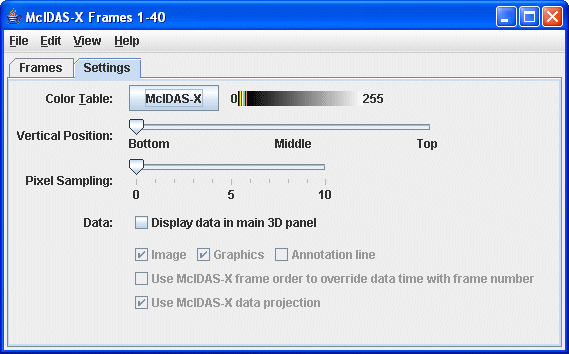 McIDAS-X Frames 1-40
File Edit View Help
Frames Settings
Color Table: McIDAS-X 0 255
Vertical Position:
Bottom Middle Top
Pixel Sampling:
0 5 10
Data: Display data in main 3D panel
Image Graphics Annotation line
Use McIDAS-X frame order to override data time with frame number
Use McIDAS-X data projection